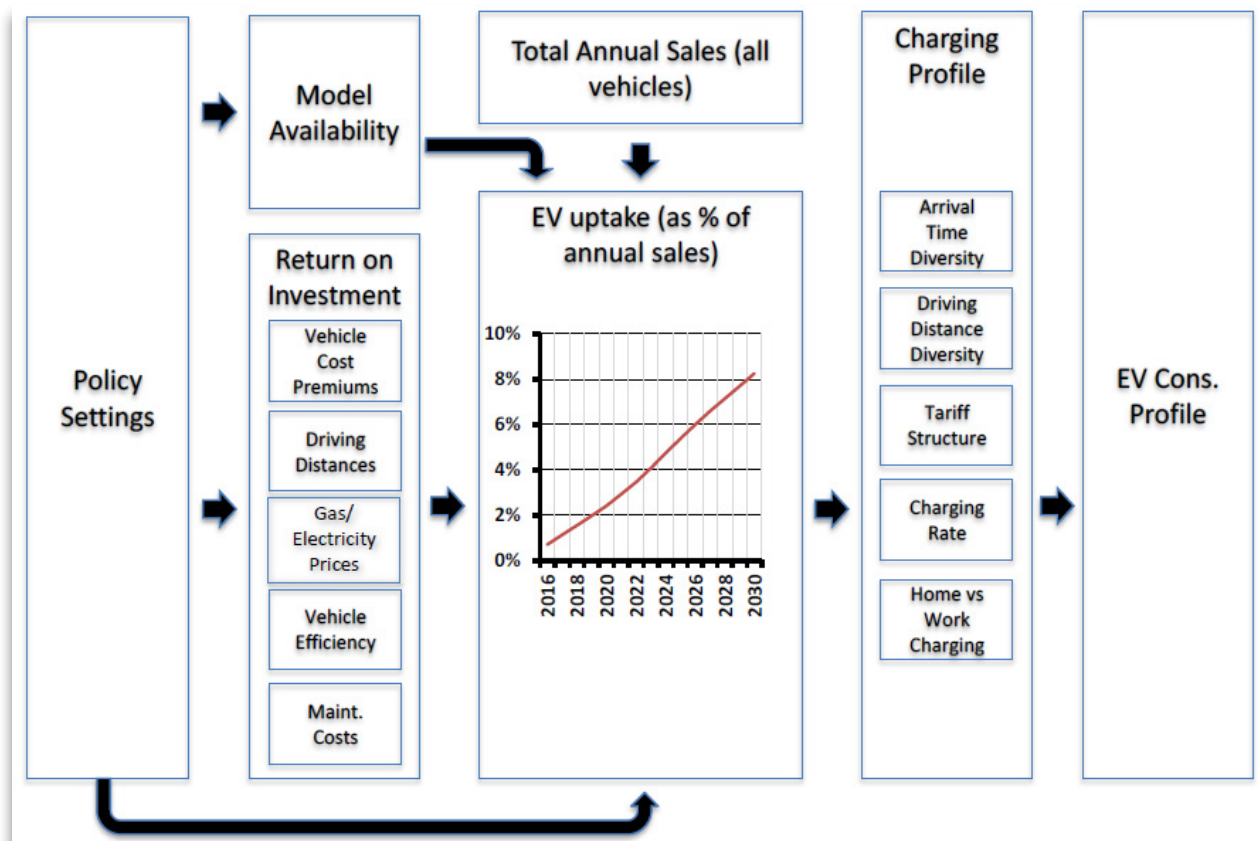 Policy
Settings
Model
Availability
Return on
Investment
Vehicle
Cost
Premiums
Driving
Distances
Gas/
Electricity
Prices
Vehicle
Efficiency
Maint.
Costs
Total Annual Sales (all
vehicles)
EV uptake (as % of
annual sales)
10%
8%
6%
4%
2%
0%
2016
2018
2020
2022
2024
2026
2028
2030
Charging
Profile
Arrival
Time
Diversity
Driving
Distance
Diversity
Tariff
Structure
Charging
Rate
Home vs
Work
Charging
EV Cons.
Profile